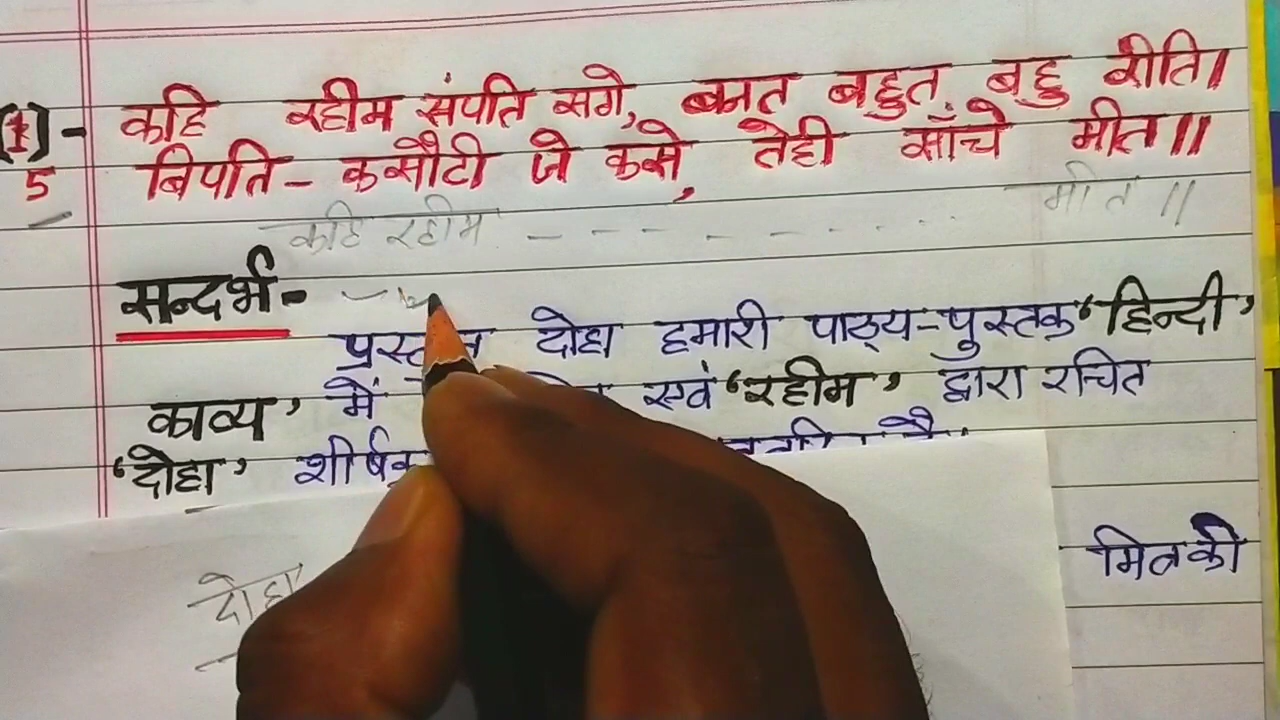 [1]- कहि रहीम संपति सगे, बनत बहुत बहु रीति।
5 बिपति-कसौटी जे कसे, तेही साँचे मीत॥
कहि रहीम - - - - - - - - मीत ॥
सन्दर्भ-
प्रस्तुत दोहा हमारी पाठ्य-पुस्तक 'हिन्दी
काव्य' में एवं 'रहीम' द्वारा रचित
'दोहा' शीर्षक
मित्र की
दोहा